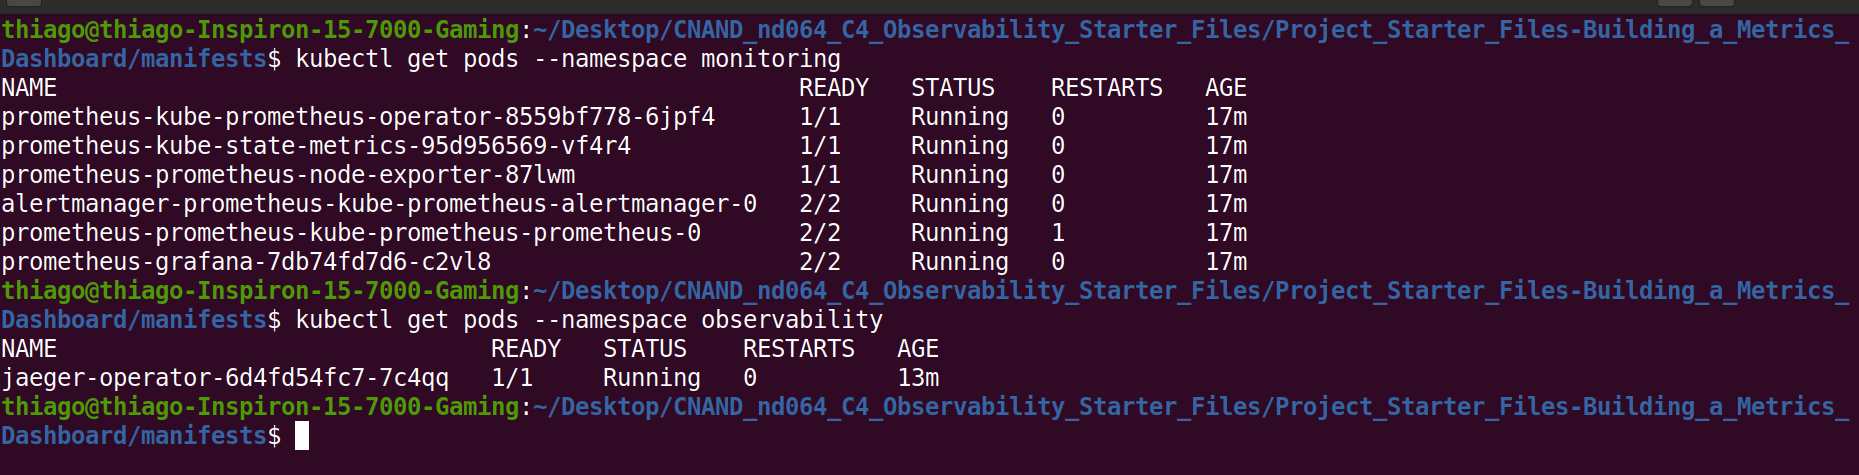 thiago@thiago-Inspiron-15-7000-Gaming:~/Desktop/CNAND_nd064_C4_Observability_Starter_Files/Project_Starter_Files-Building_a_Metrics_
Dashboard/manifests$ kubectl get pods --namespace monitoring
NAME                                                     READY   STATUS    RESTARTS   AGE
prometheus-kube-prometheus-operator-8559bf778-6jpf4      1/1     Running   0          17m
prometheus-kube-state-metrics-95d956569-vf4r4            1/1     Running   0          17m
prometheus-prometheus-node-exporter-87lwm                1/1     Running   0          17m
alertmanager-prometheus-kube-prometheus-alertmanager-0   2/2     Running   0          17m
prometheus-prometheus-kube-prometheus-prometheus-0       2/2     Running   1          17m
prometheus-grafana-7db74fd7d6-c2vl8                      2/2     Running   0          17m
thiago@thiago-Inspiron-15-7000-Gaming:~/Desktop/CNAND_nd064_C4_Observability_Starter_Files/Project_Starter_Files-Building_a_Metrics_
Dashboard/manifests$ kubectl get pods --namespace observability
NAME                               READY   STATUS    RESTARTS   AGE
jaeger-operator-6d4fd54fc7-7c4qq   1/1     Running   0          13m
thiago@thiago-Inspiron-15-7000-Gaming:~/Desktop/CNAND_nd064_C4_Observability_Starter_Files/Project_Starter_Files-Building_a_Metrics_
Dashboard/manifests$